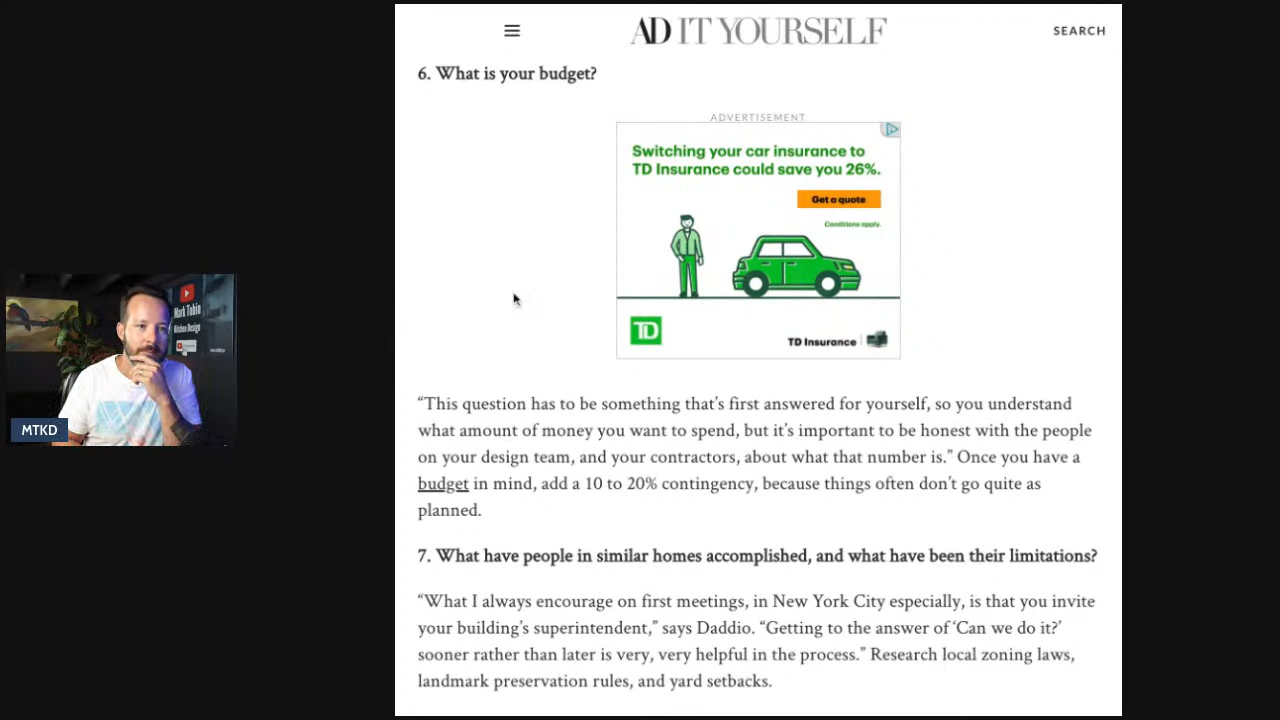 AD IT YOURSELF
SEARCH
6. What is your budget?
ADVERTISEMENT
Switching your car insurance to
TD Insurance could save you 26%.
Get a quote
Conditions apply.
TD
TD Insurance
Mark Tobin
Kitchen Design
MTKD
“This question has to be something that’s first answered for yourself, so you understand
what amount of money you want to spend, but it’s important to be honest with the people
on your design team, and your contractors, about what that number is.” Once you have a
budget in mind, add a 10 to 20% contingency, because things often don’t go quite as
planned.
7. What have people in similar homes accomplished, and what have been their limitations?
“What I always encourage on first meetings, in New York City especially, is that you invite
your building’s superintendent,” says Daddio. “Getting to the answer of ‘Can we do it?’
sooner rather than later is very, very helpful in the process.” Research local zoning laws,
landmark preservation rules, and yard setbacks.